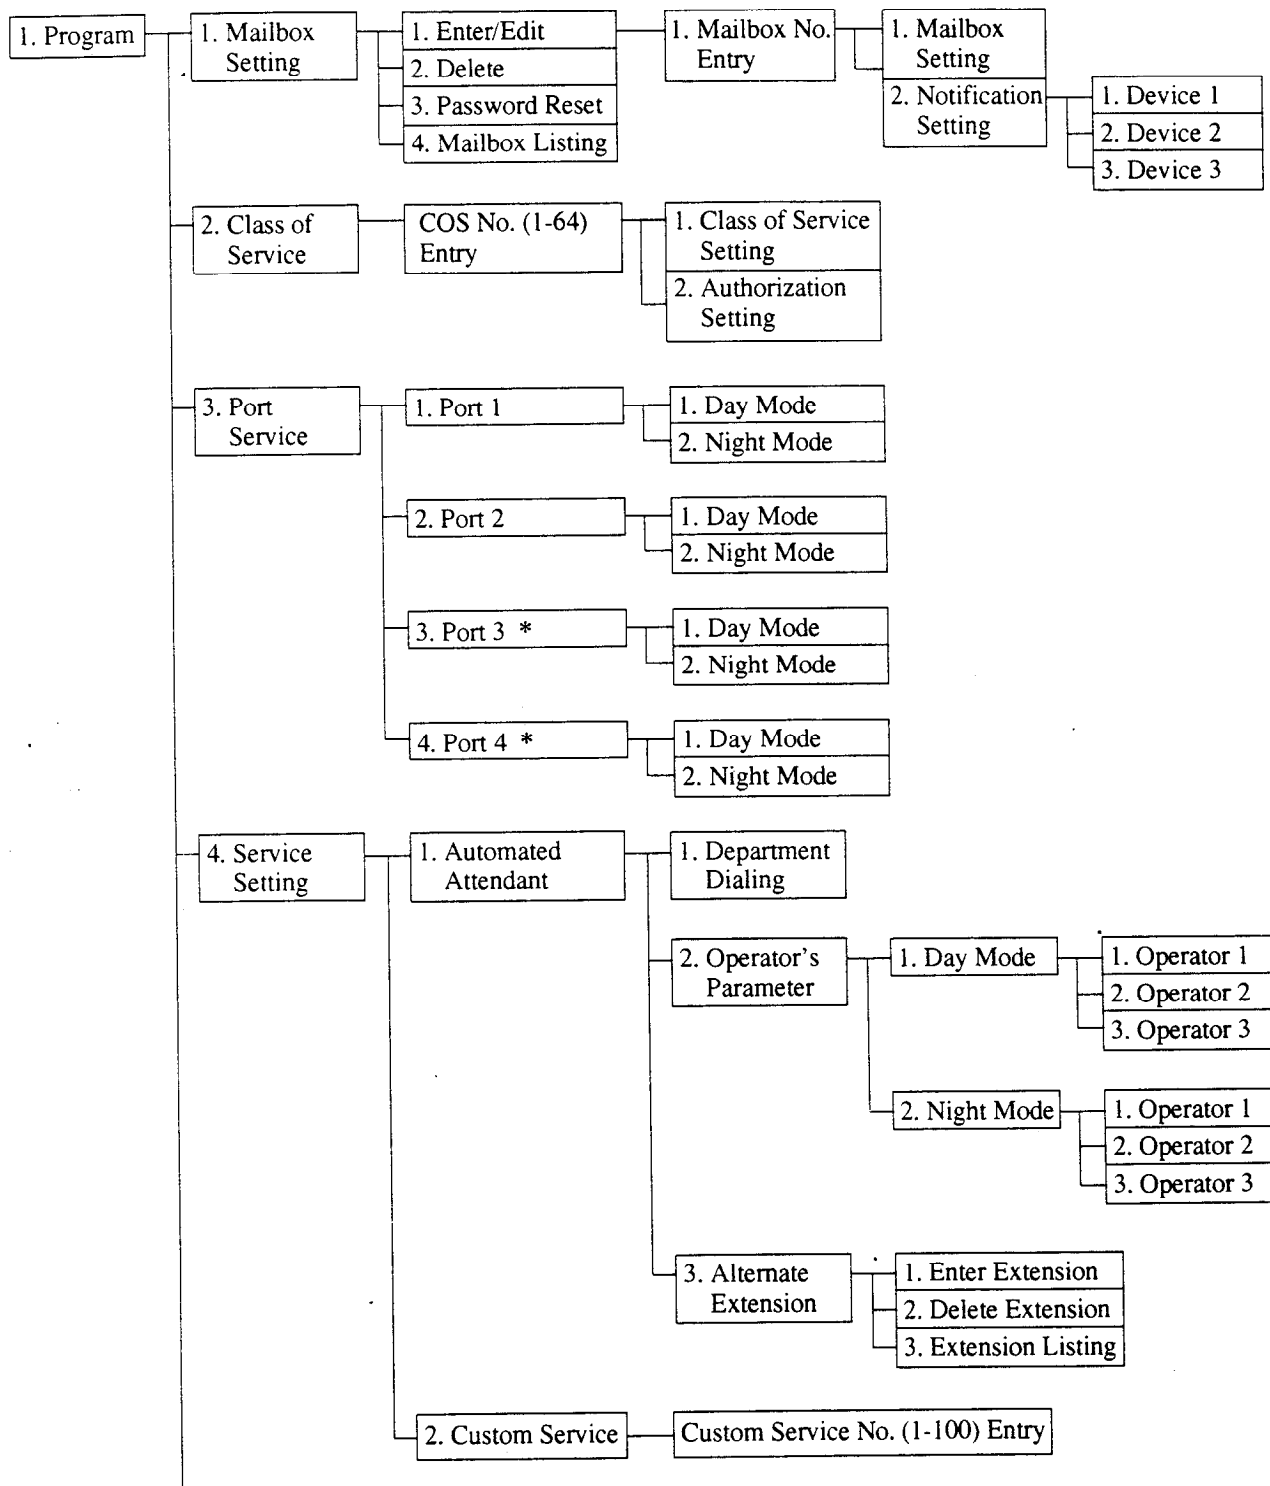 1. Program
1. Mailbox
Setting
1. Enter/Edit
2. Delete
3. Password Reset
4. Mailbox Listing
1. Mailbox No.
Entry
1. Mailbox
Setting
2. Notification
Setting
1. Device 1
2. Device 2
3. Device 3
2. Class of
Service
COS No. (1-64)
Entry
1. Class of Service
Setting
2. Authorization
Setting
3. Port
Service
1. Port 1
1. Day Mode
2. Night Mode
2. Port 2
1. Day Mode
2. Night Mode
3. Port 3 *
1. Day Mode
2. Night Mode
4. Port 4 *
1. Day Mode
2. Night Mode
4. Service
Setting
1. Automated
Attendant
1. Department
Dialing
2. Operator's
Parameter
1. Day Mode
1. Operator 1
2. Operator 2
3. Operator 3
2. Night Mode
1. Operator 1
2. Operator 2
3. Operator 3
3. Alternate
Extension
1. Enter Extension
2. Delete Extension
3. Extension Listing
2. Custom Service
Custom Service No. (1-100) Entry